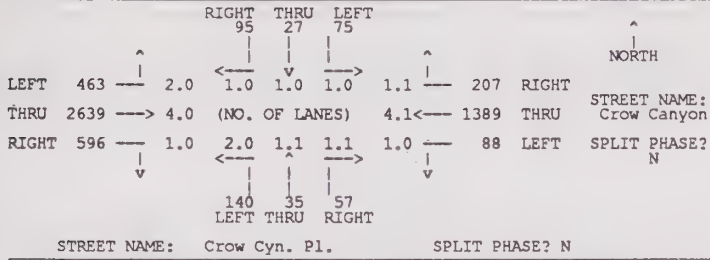 RIGHT THRU LEFT
95 27 75
^
NORTH
LEFT 463 --- 2.0 1.0 1.0 1.0 1.1 --- 207 RIGHT
THRU 2639 ---> 4.0 (NO. OF LANES) 4.1<--- 1389 THRU
STREET NAME:
Crow Canyon
RIGHT 596 --- 1.0 2.0 1.1 1.1 1.0 --- 88 LEFT
SPLIT PHASE?
N
140 35 57
LEFT THRU RIGHT
STREET NAME: Crow Cyn. Pl. SPLIT PHASE? N